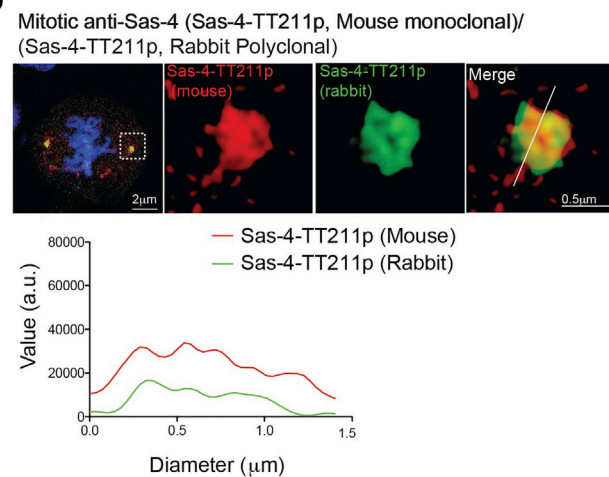 Mitotic anti-Sas-4 (Sas-4-TT211p, Mouse monoclonal)/
(Sas-4-TT211p, Rabbit Polyclonal)
Sas-4-TT211p
(mouse)
Sas-4-TT211p
(rabbit)
Merge
2μm
0.5μm
Sas-4-TT211p (Mouse)
Sas-4-TT211p (Rabbit)
Value (a.u.)
80000
60000
40000
20000
0
0.0 0.5 1.0 1.5
Diameter (μm)